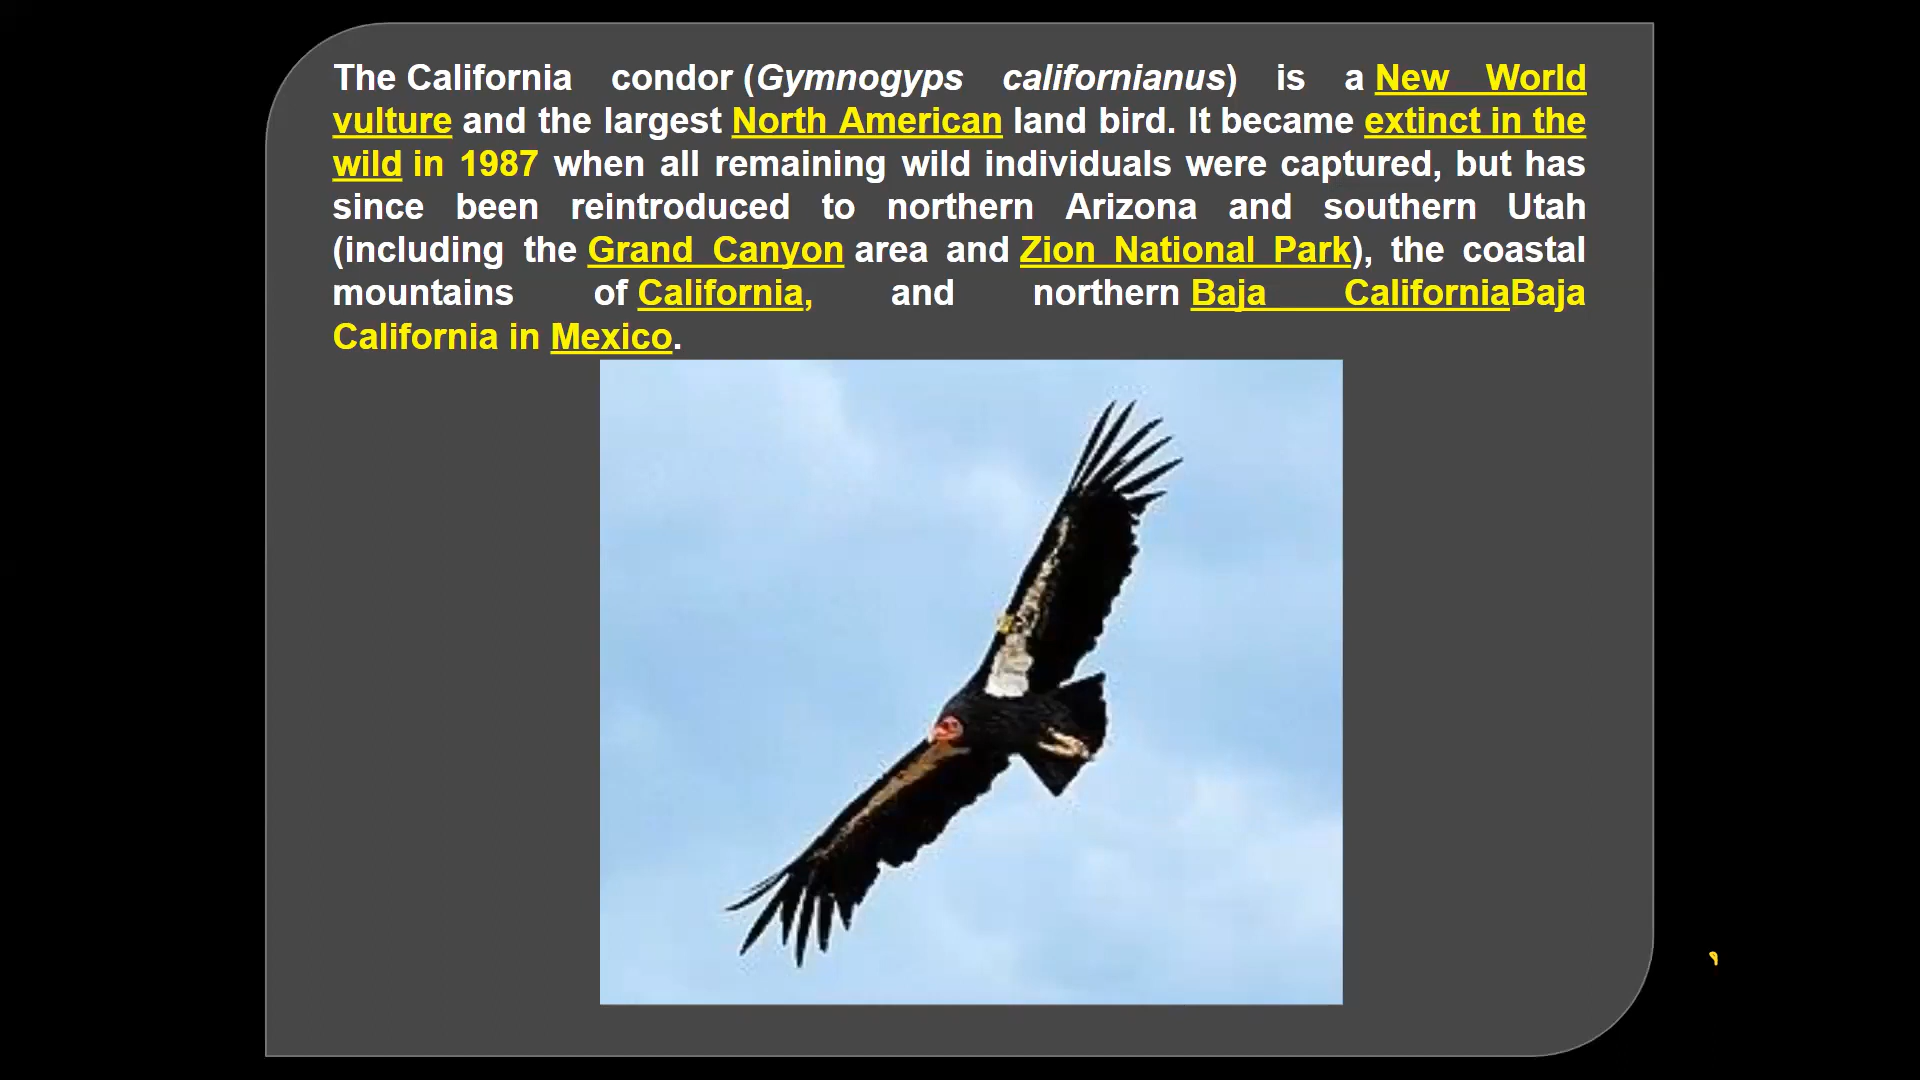 The California condor (Gymnogyps californianus) is a New World
vulture and the largest North American land bird. It became extinct in the
wild in 1987 when all remaining wild individuals were captured, but has
since been reintroduced to northern Arizona and southern Utah
(including the Grand Canyon area and Zion National Park), the coastal
mountains of California, and northern Baja CaliforniaBaja
California in Mexico.